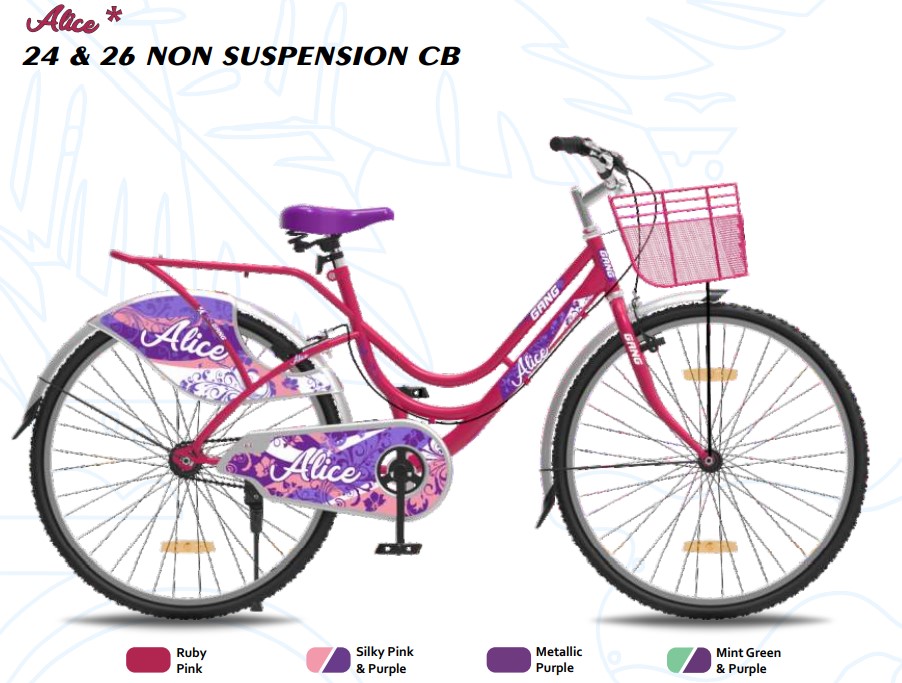 Alice *
24 & 26 NON SUSPENSION CB
GANG
GANG
Alice
GANG
Alice
Alice
Ruby
Pink
Silky Pink
& Purple
Metallic
Purple
Mint Green
& Purple